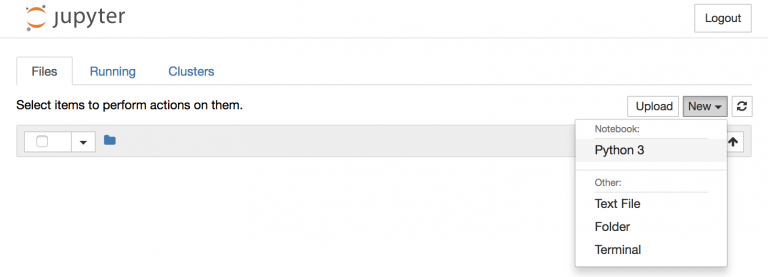 jupyter
Logout
Files Running Clusters
Select items to perform actions on them.
Upload New
Notebook:
Python 3
Other:
Text File
Folder
Terminal